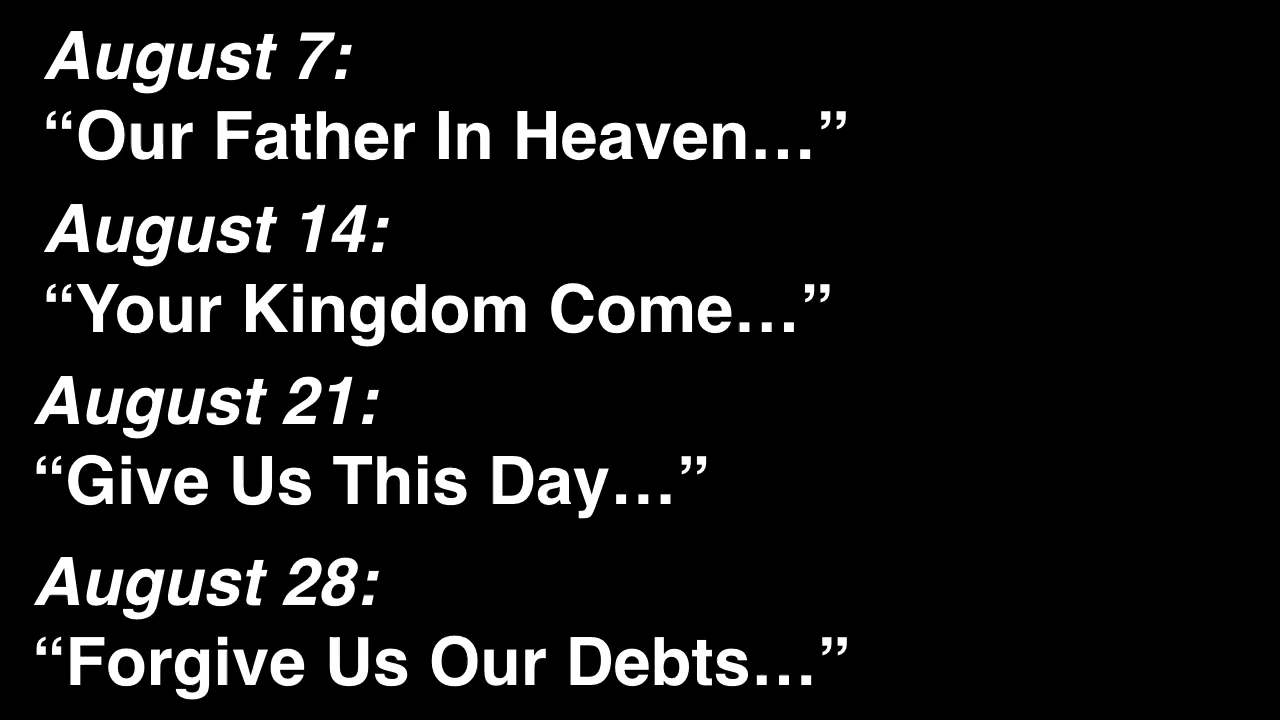 August 7:
“Our Father In Heaven…”
August 14:
“Your Kingdom Come…”
August 21:
“Give Us This Day…”
August 28:
“Forgive Us Our Debts…”